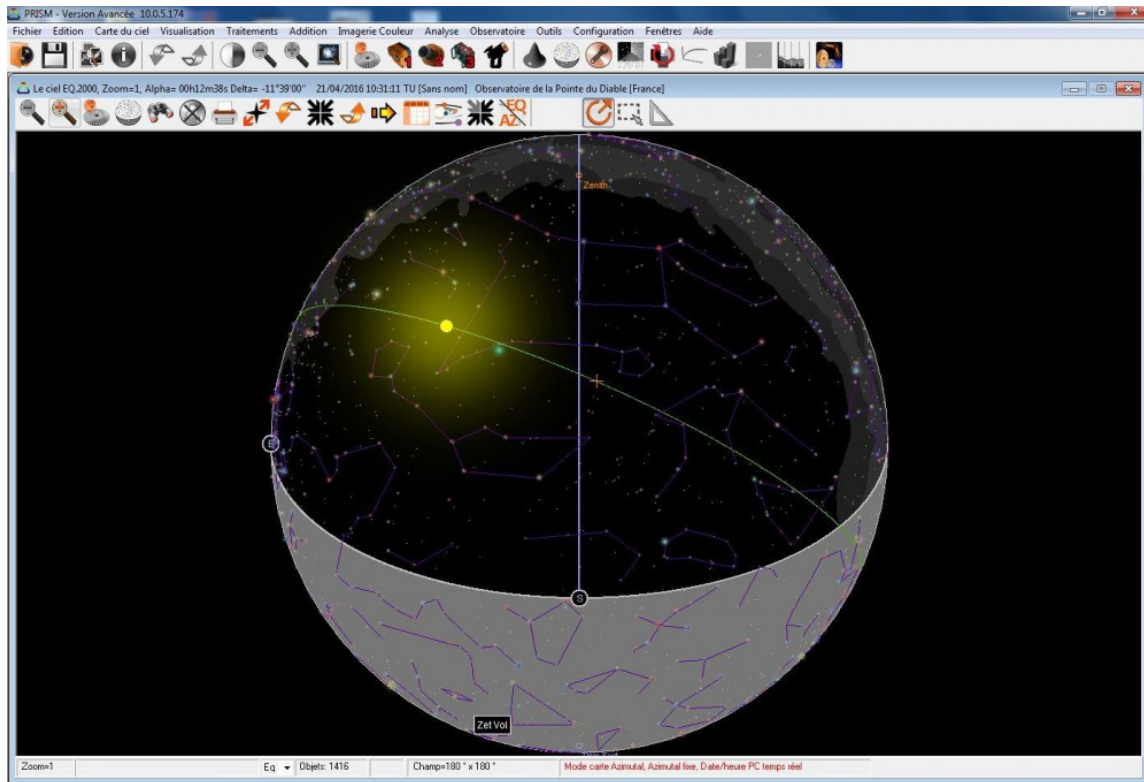 PRISM - Version Avancée 10.0.5.174
Fichier Edition Carte du ciel Visualisation Traitements Addition Imagerie Couleur Analyse Observatoire Outils Configuration Fenêtres Aide
Le ciel EQ.2000, Zoom=1, Alpha= 00h12m38s Delta= -11°39'00" 21/04/2016 10:31:11 TU [Sans nom] Observatoire de la Pointe du Diable [France]
EQ
AZ
Zenith
E
S
Zet Vol
Zoom=1 Eq Objets: 1416 Champ=180 ° x 180 ° Mode carte Azimutal, Azimutal fixe, Date/heure PC temps réel